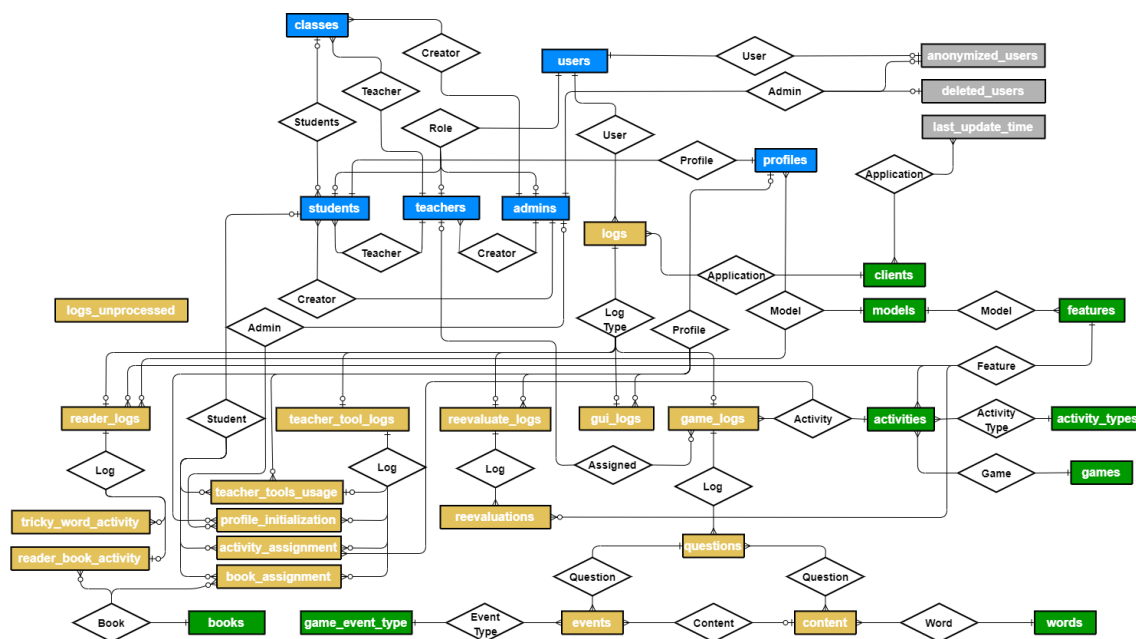 classes
Creator
users
User
anonymized_users
Teacher
Admin
deleted_users
Students
Role
User
last_update_time
Profile
profiles
Application
students
teachers
admins
logs
Teacher
Creator
Application
clients
Creator
logs_unprocessed
Admin
Log
Type
Profile
Model
models
Model
features
Feature
reader_logs
Student
teacher_tool_logs
reevaluate_logs
gui_logs
game_logs
Activity
activities
Activity
Type
activity_types
Log
Log
Log
Assigned
Log
Game
games
teacher_tools_usage
tricky_word_activity
profile_initialization
reevaluations
reader_book_activity
activity_assignment
questions
book_assignment
Question
Question
Book
books
game_event_type
Event
Type
events
Content
content
Word
words